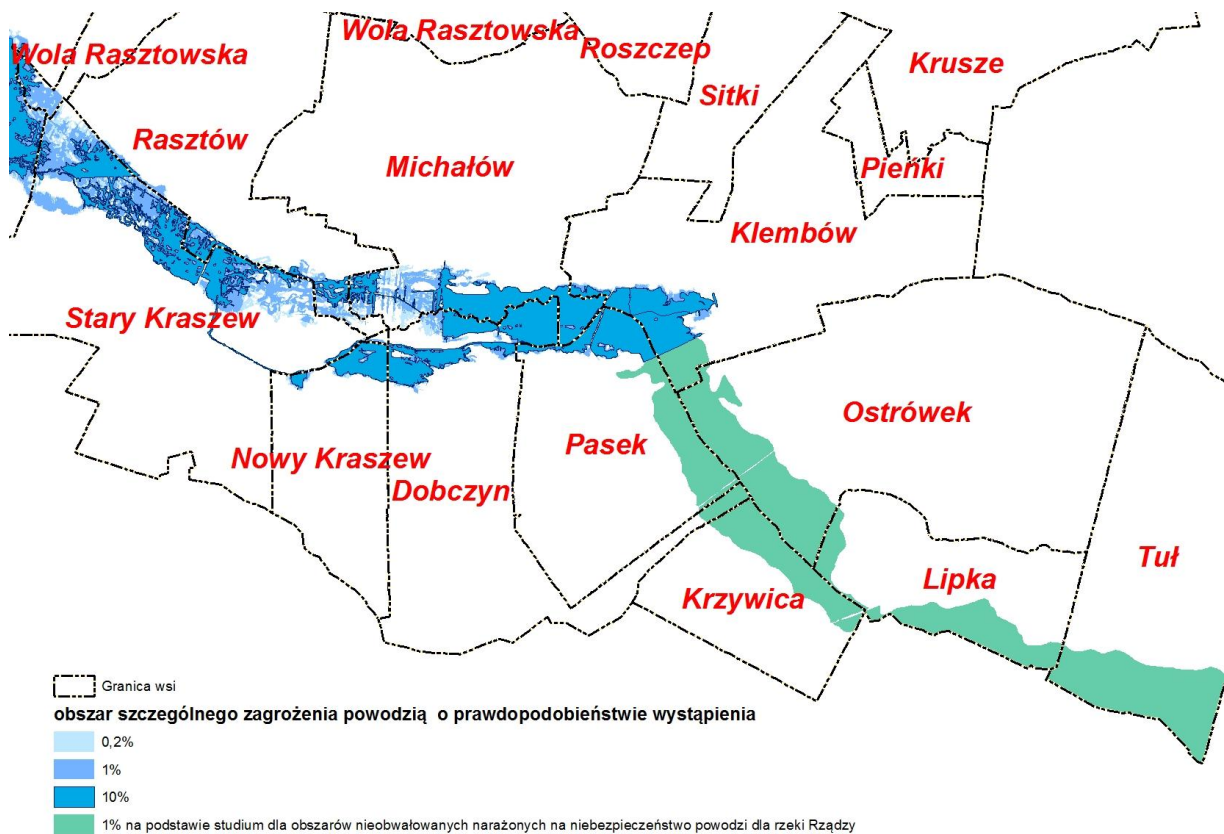 Wola Rasztowska
Roszczep
Wola Rasztowska
Krusze
Sitki
Rasztów
Michałów
Pieńki
Klembów
Stary Kraszew
Ostrówek
Pasek
Nowy Kraszew
Dobczyn
Tuł
Lipka
Krzywica
Granica wsi
obszar szczególnego zagrożenia powodzią o prawdopodobieństwie wystąpienia
0,2%
1%
10%
1% na podstawie studium dla obszarów nieobwałowanych narażonych na niebezpieczeństwo powodzi dla rzeki Rządzy